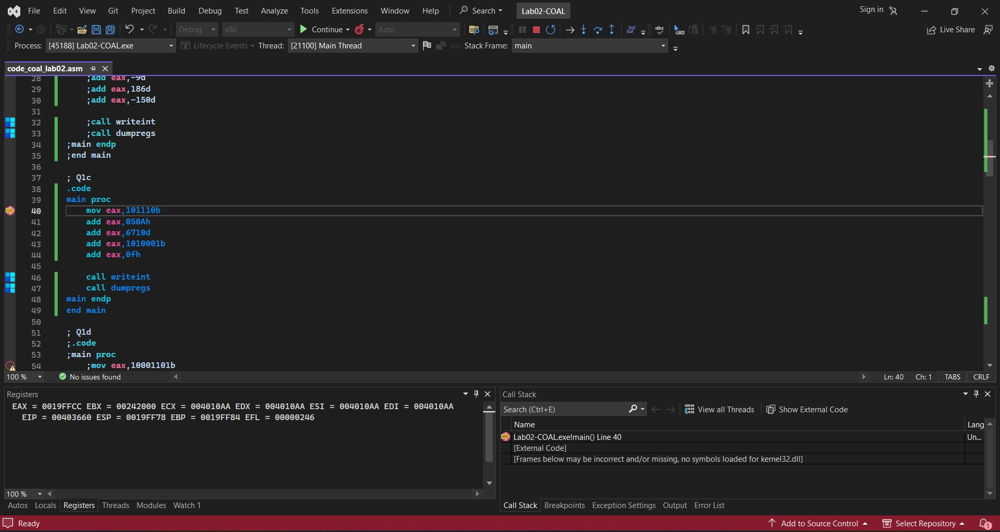 File Edit View Git Project Build Debug Test Analyze Tools Extensions Window Help Search Lab02-COAL Sign in
Debug x86 Continue Auto Live Share
Process: [45188] Lab02-COAL.exe Lifecycle Events Thread: [21100] Main Thread Stack Frame: main
code_coal_lab02.asm
28 ;add eax,-9d
29 ;add eax,186d
30 ;add eax,-150d
31
32 ;call writeint
33 ;call dumpregs
34 ;main endp
35 ;end main
36
37 ; Q1c
38 .code
39 main proc
40 mov eax,101110b
41 add eax,050Ah
42 add eax,6710d
43 add eax,1010001b
44 add eax,0fh
45
46 call writeint
47 call dumpregs
48 main endp
49 end main
50
51 ; Q1d
52 ;.code
53 ;main proc
54 ;mov eax,10001101b
100 % No issues found Ln: 40 Ch: 1 TABS CRLF
Registers
EAX = 0019FFCC EBX = 00242000 ECX = 004010AA EDX = 004010AA ESI = 004010AA EDI = 004010AA
EIP = 00403660 ESP = 0019FF78 EBP = 0019FF84 EFL = 00000246
100 %
Autos Locals Registers Threads Modules Watch 1
Call Stack
Search (Ctrl+E) View all Threads Show External Code
Name Lang
Lab02-COAL.exe!main() Line 40 Un...
[External Code]
[Frames below may be incorrect and/or missing, no symbols loaded for kernel32.dll]
Call Stack Breakpoints Exception Settings Output Error List
Ready Add to Source Control Select Repository 1